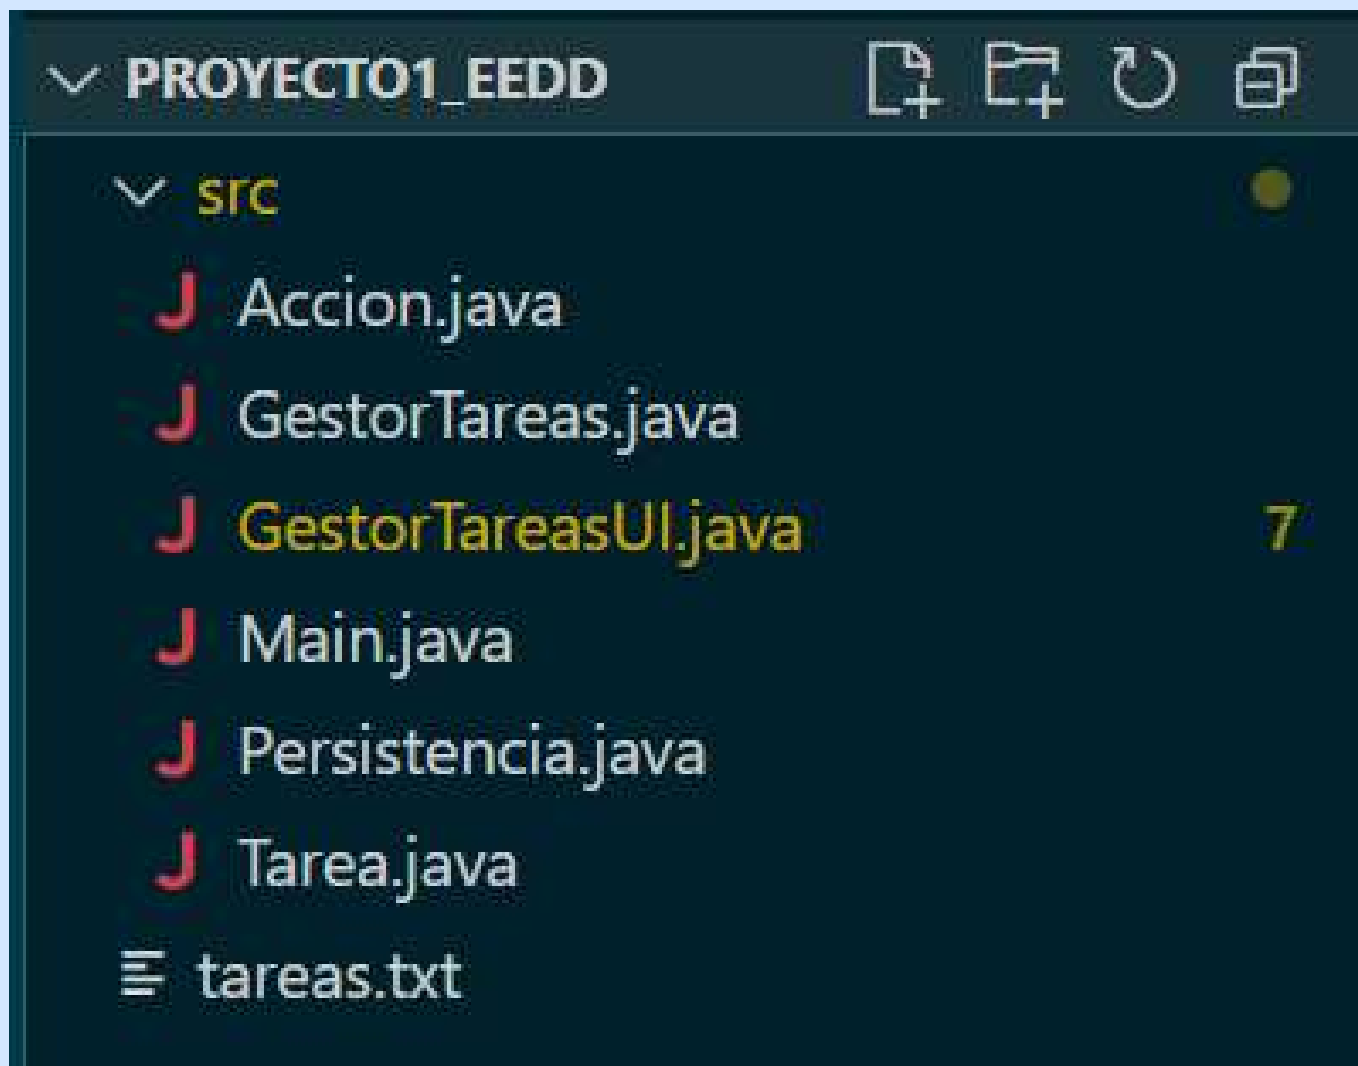 PROYECTO1_EEDD
src
J Accion.java
J GestorTareas.java
J GestorTareasUI.java 7
J Main.java
J Persistencia.java
J Tarea.java
tareas.txt